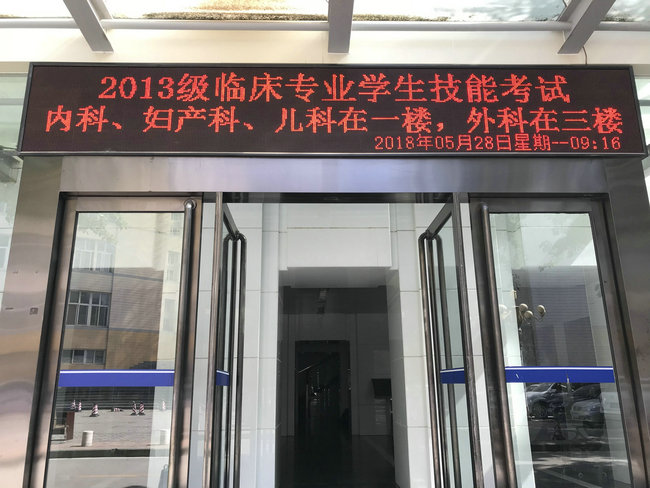 2013级临床专业学生技能考试
内科、妇产科、儿科在一楼，外科在三楼
2018年05月28日星期一09:16